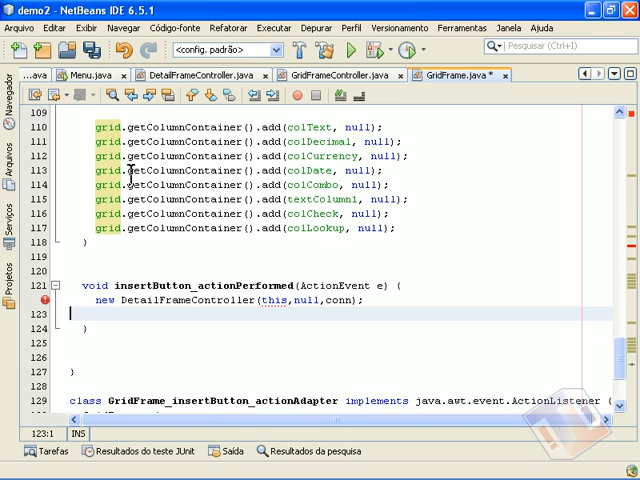 demo2 - NetBeans IDE 6.5.1
Arquivo Editar Exibir Navegar Código-fonte Refatorar Executar Depurar Perfil Versionamento Ferramentas Janela Ajuda
<config. padrão> Pesquisar (Ctrl+I)
...ava Menu.java DetailFrameController.java GridFrameController.java GridFrame.java *
Navegador
Arquivos
Serviços
Projetos
109
110 grid.getColumnContainer().add(colText, null);
111 grid.getColumnContainer().add(colDecimal, null);
112 grid.getColumnContainer().add(colCurrency, null);
113 grid.getColumnContainer().add(colDate, null);
114 grid.getColumnContainer().add(colCombo, null);
115 grid.getColumnContainer().add(textColumn1, null);
116 grid.getColumnContainer().add(colCheck, null);
117 grid.getColumnContainer().add(colLookup, null);
118 }
119
120
121 void insertButton_actionPerformed(ActionEvent e) {
new DetailFrameController(this,null,conn);
123
124 }
125
126
127 }
128
129 class GridFrame_insertButton_actionAdapter implements java.awt.event.ActionListener {
123:1 INS
Tarefas Resultados do teste JUnit Saída Resultados da pesquisa